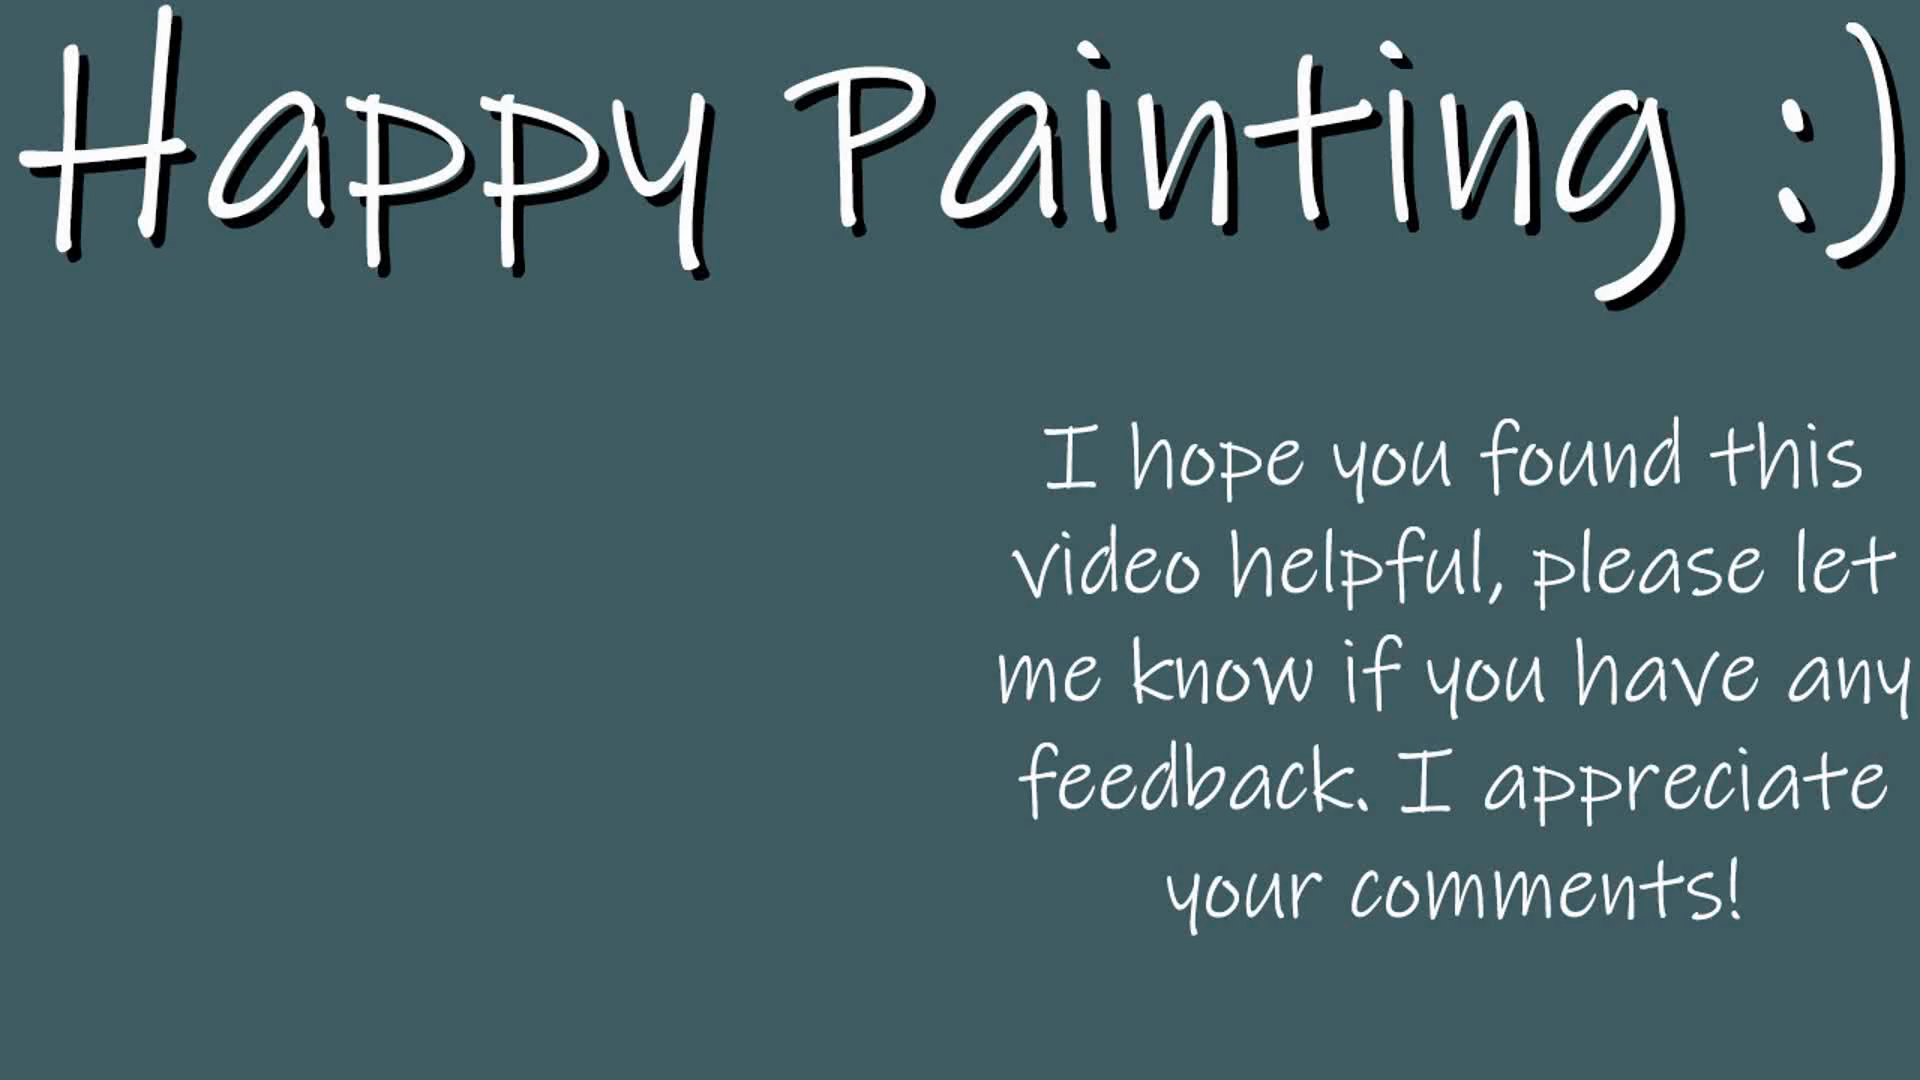 Happy Painting :)
I hope you found this
video helpful, please let
me know if you have any
feedback. I appreciate
your comments!